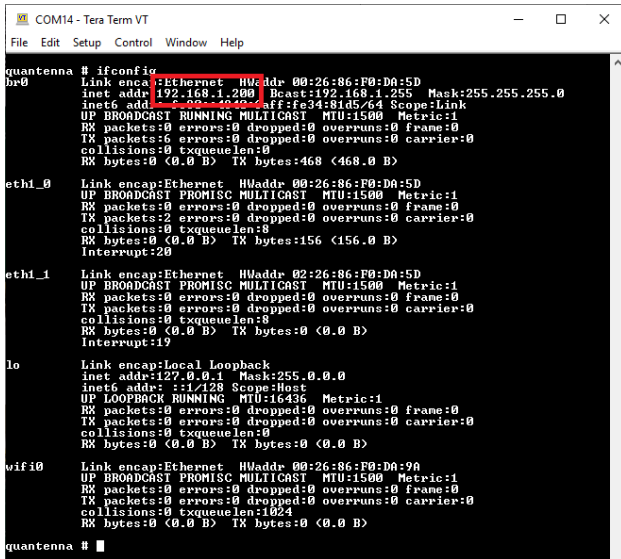 COM14 - Tera Term VT
File Edit Setup Control Window Help
quantenna # ifconfig
br0 Link encap:Ethernet HWaddr 00:26:86:F0:DA:5D
inet addr:192.168.1.200 Bcast:192.168.1.255 Mask:255.255.255.0
inet6 aff:fe34:81d5/64 Scope:Link
UP BROADCAST RUNNING MULTICAST MTU:1500 Metric:1
RX packets:0 errors:0 dropped:0 overruns:0 frame:0
TX packets:6 errors:0 dropped:0 overruns:0 carrier:0
collisions:0 txqueuelen:0
RX bytes:0 (0.0 B) TX bytes:468 (468.0 B)
eth1_0 Link encap:Ethernet HWaddr 00:26:86:F0:DA:5D
UP BROADCAST PROMISC MULTICAST MTU:1500 Metric:1
RX packets:0 errors:0 dropped:0 overruns:0 frame:0
TX packets:2 errors:0 dropped:0 overruns:0 carrier:0
collisions:0 txqueuelen:8
RX bytes:0 (0.0 B) TX bytes:156 (156.0 B)
Interrupt:20
eth1_1 Link encap:Ethernet HWaddr 02:26:86:F0:DA:5D
UP BROADCAST PROMISC MULTICAST MTU:1500 Metric:1
RX packets:0 errors:0 dropped:0 overruns:0 frame:0
TX packets:0 errors:0 dropped:0 overruns:0 carrier:0
collisions:0 txqueuelen:8
RX bytes:0 (0.0 B) TX bytes:0 (0.0 B)
Interrupt:19
lo Link encap:Local Loopback
inet addr:127.0.0.1 Mask:255.0.0.0
inet6 addr: ::1/128 Scope:Host
UP LOOPBACK RUNNING MTU:16436 Metric:1
RX packets:0 errors:0 dropped:0 overruns:0 frame:0
TX packets:0 errors:0 dropped:0 overruns:0 carrier:0
collisions:0 txqueuelen:0
RX bytes:0 (0.0 B) TX bytes:0 (0.0 B)
wifi0 Link encap:Ethernet HWaddr 00:26:86:F0:DA:9A
UP BROADCAST PROMISC MULTICAST MTU:1500 Metric:1
RX packets:0 errors:0 dropped:0 overruns:0 frame:0
TX packets:0 errors:0 dropped:0 overruns:0 carrier:0
collisions:0 txqueuelen:1024
RX bytes:0 (0.0 B) TX bytes:0 (0.0 B)
quantenna #